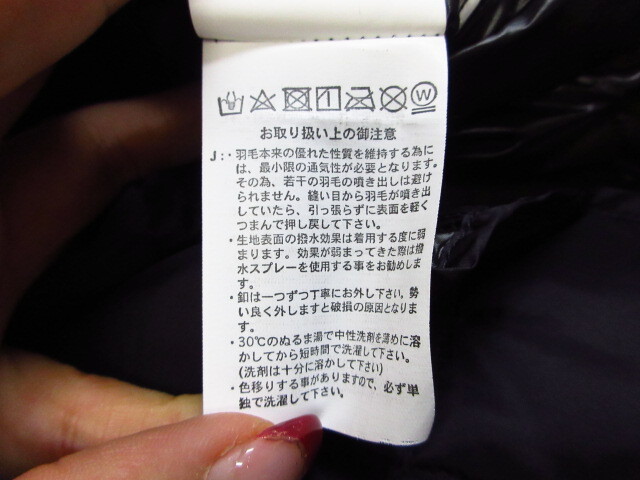 W
お取り扱い上の御注意
J:・羽毛本来の優れた性質を維持する為に
は、最小限の通気性が必要となります。
その為、若干の羽毛の噴き出しは避け
られません。縫い目から羽毛が噴き出
していたら、引っ張らずに表面を軽く
つまんで押し戻して下さい。
・生地表面の撥水効果は着用する度に弱
まります。効果が弱まってきた際は撥
水スプレーを使用する事をお勧めしま
す。
・釦は一つずつ丁寧にお外し下さい。勢
い良く外しますと破損の原因となりま
す。
・30℃のぬるま湯で中性洗剤を薄めに溶
かしてから短時間で洗濯して下さい。
(洗剤は十分に溶かして下さい)
・色移りする事がありますので、必ず単
独で洗濯して下さい。